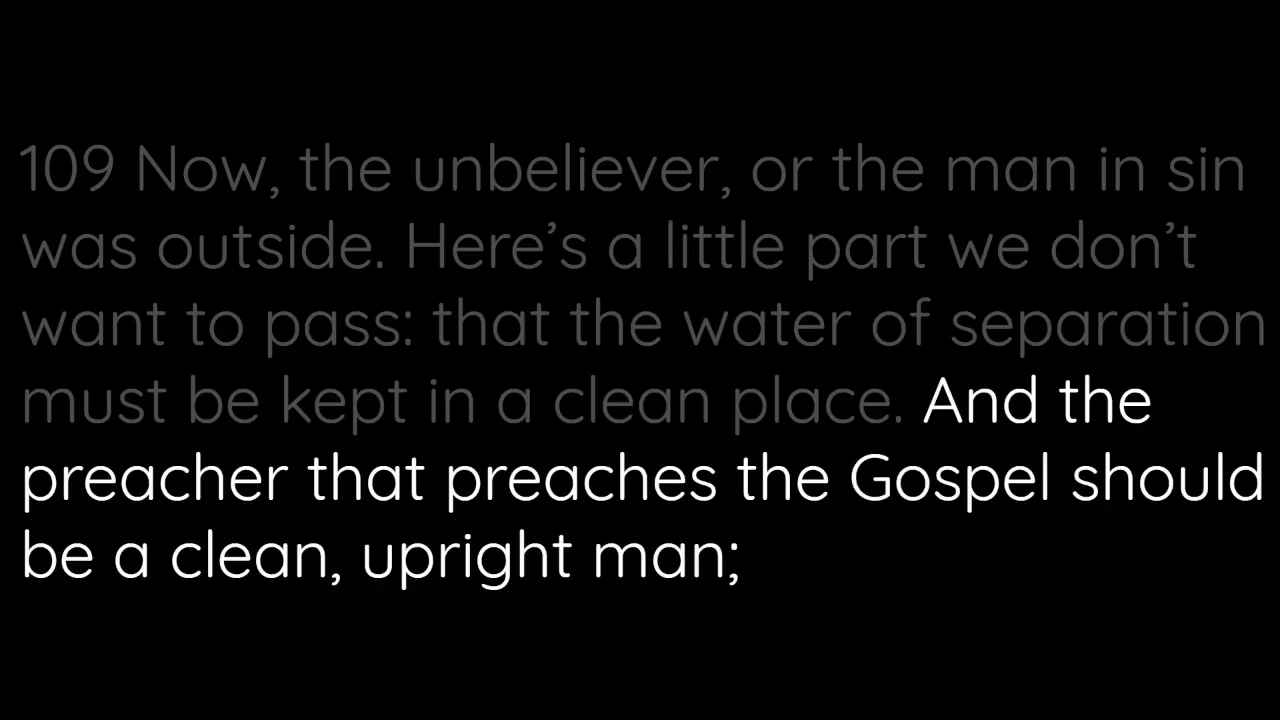 109 Now, the unbeliever, or the man in sin
was outside. Here’s a little part we don’t
want to pass: that the water of separation
must be kept in a clean place. And the
preacher that preaches the Gospel should
be a clean, upright man;